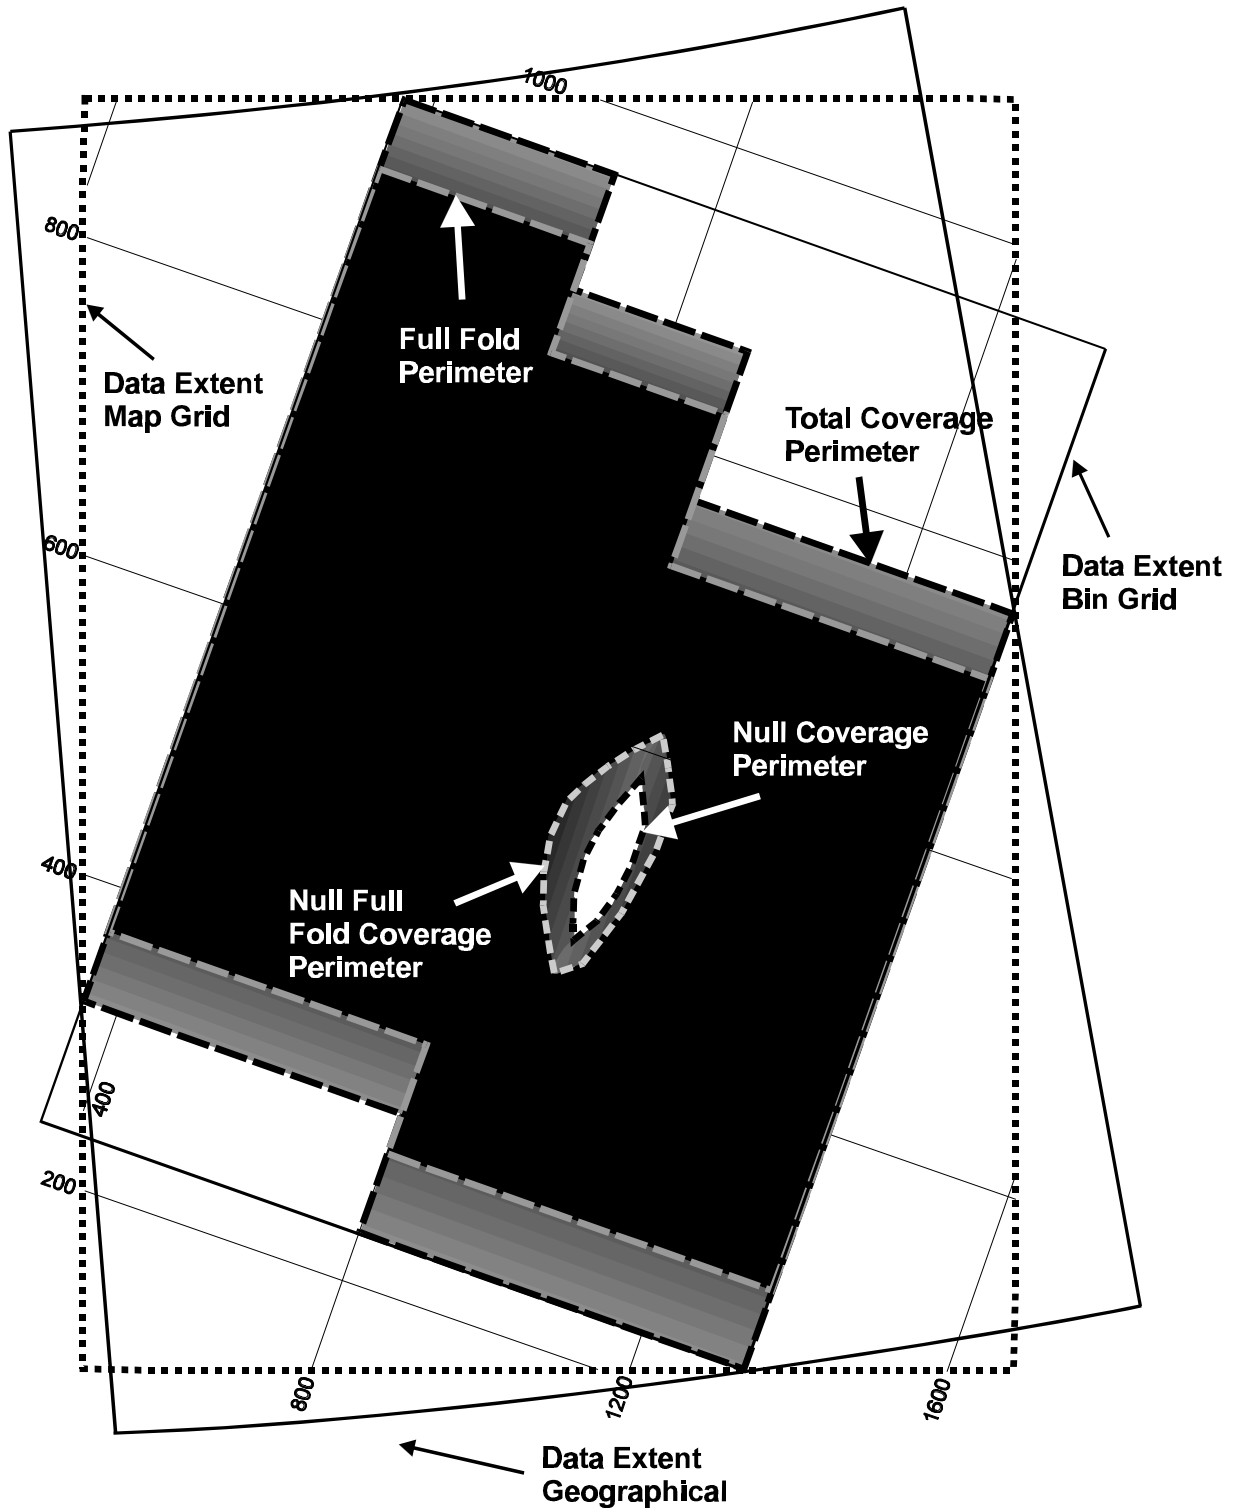 1000
800
Full Fold
Perimeter
Data Extent
Map Grid
Total Coverage
Perimeter
600
Data Extent
Bin Grid
Null Coverage
Perimeter
400
Null Full
Fold Coverage
Perimeter
400
200
800
1200
1600
Data Extent
Geographical